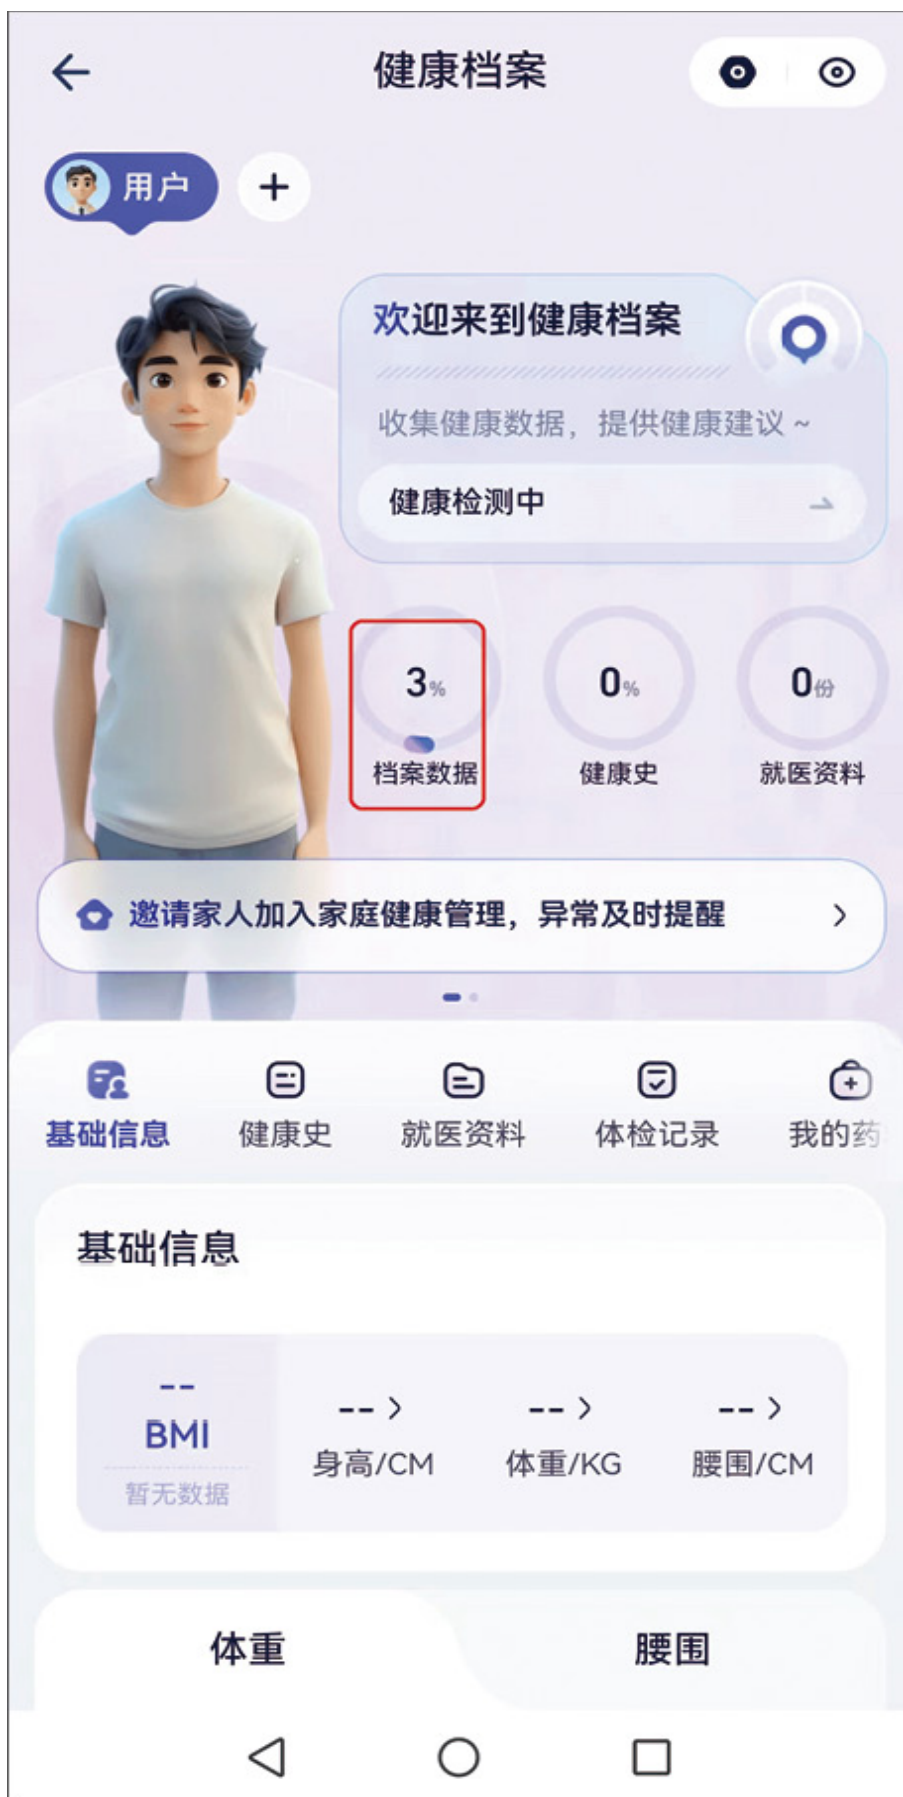 健康档案
用户
欢迎来到健康档案
收集健康数据，提供健康建议~
健康检测中
3%
0%
0份
档案数据
健康史
就医资料
邀请家人加入家庭健康管理，异常及时提醒
基础信息
健康史
就医资料
体检记录
我的药
基础信息
--
BMI
暂无数据
-- >
身高/CM
-- >
体重/KG
-- >
腰围/CM
体重
腰围